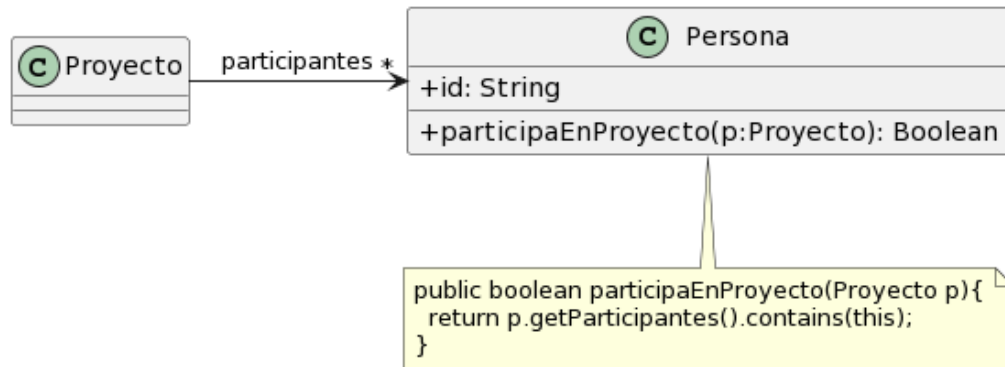 C Proyecto
participantes *
C Persona
+id: String
+participaEnProyecto(p:Proyecto): Boolean
public boolean participaEnProyecto(Proyecto p){
return p.getParticipantes().contains(this);
}